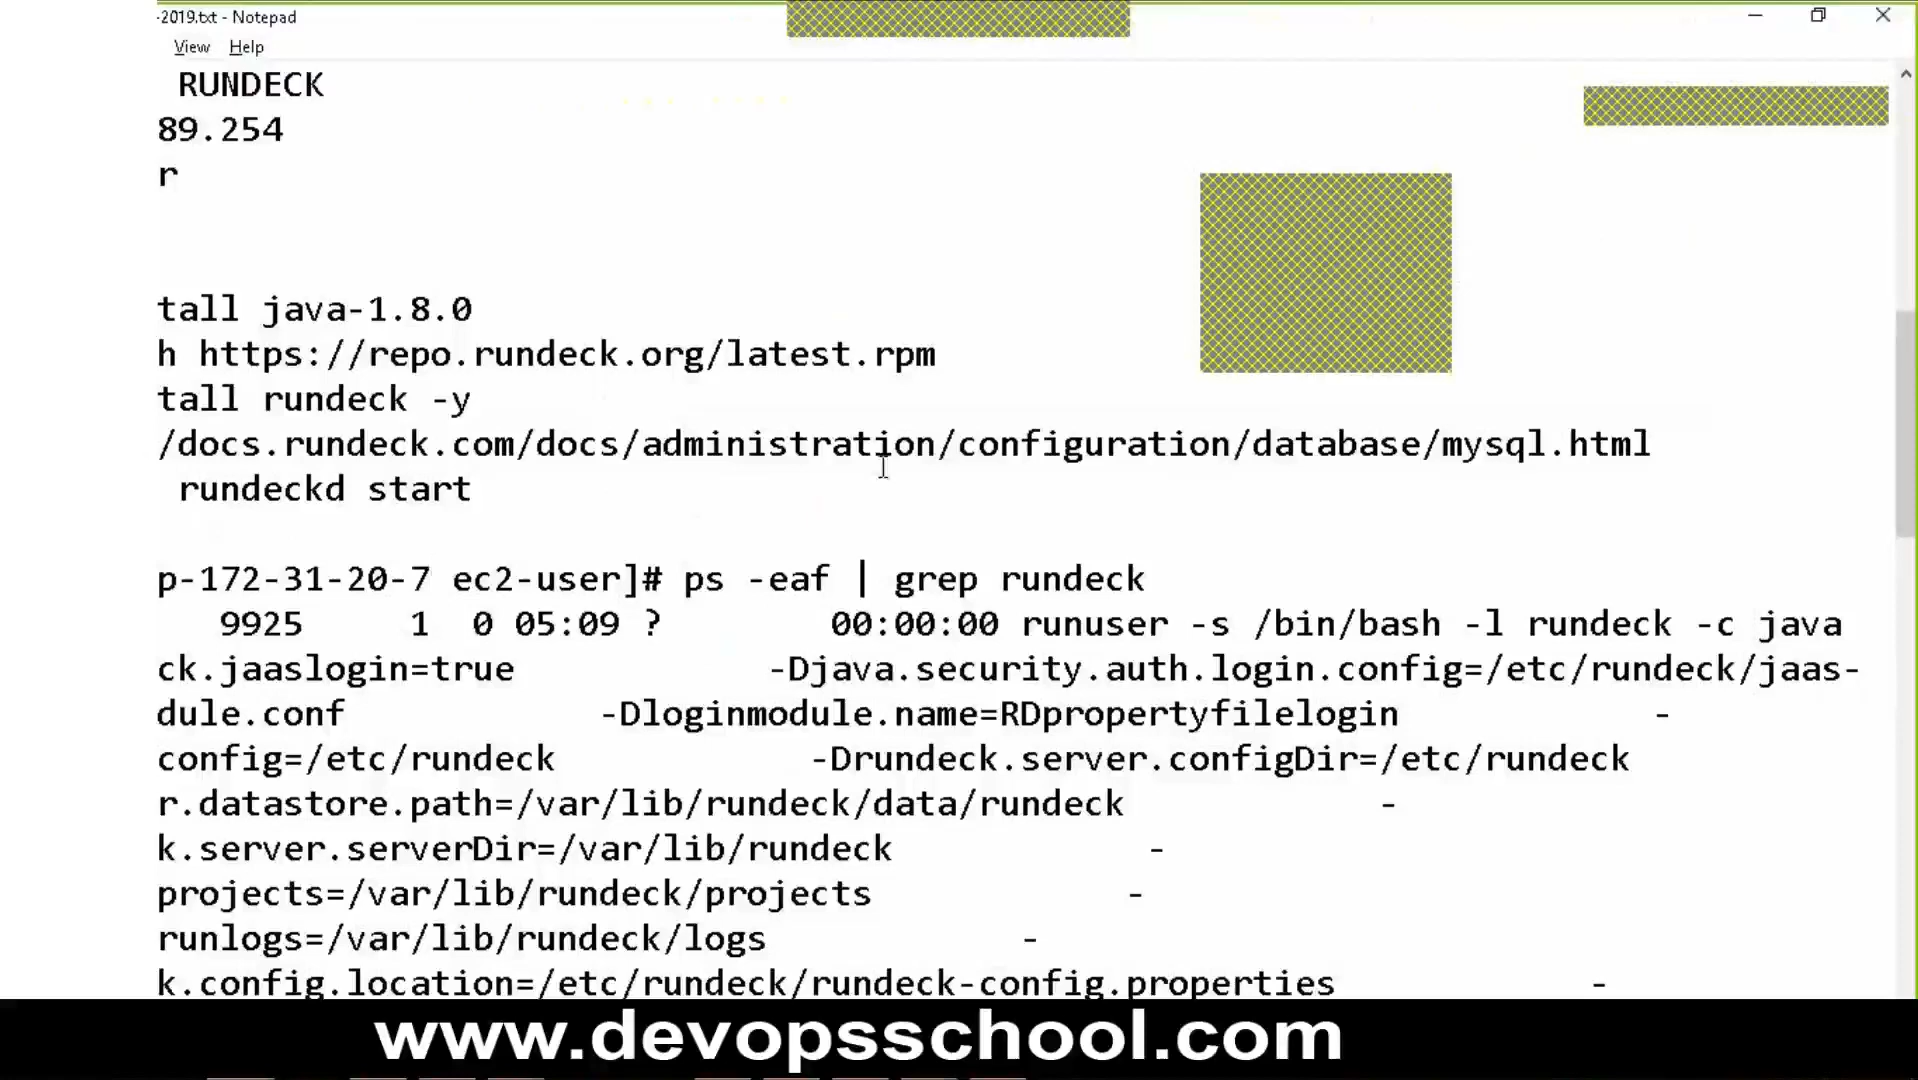 -2019.txt - Notepad
View Help
RUNDECK
89.254
r
tall java-1.8.0
h https://repo.rundeck.org/latest.rpm
tall rundeck -y
/docs.rundeck.com/docs/administration/configuration/database/mysql.html
rundeckd start
p-172-31-20-7 ec2-user]# ps -eaf | grep rundeck
9925 1 0 05:09 ? 00:00:00 runuser -s /bin/bash -l rundeck -c java
ck.jaaslogin=true -Djava.security.auth.login.config=/etc/rundeck/jaas-
dule.conf -Dloginmodule.name=RDpropertyfilelogin -
config=/etc/rundeck -Drundeck.server.configDir=/etc/rundeck
r.datastore.path=/var/lib/rundeck/data/rundeck -
k.server.serverDir=/var/lib/rundeck -
projects=/var/lib/rundeck/projects -
runlogs=/var/lib/rundeck/logs -
k.config.location=/etc/rundeck/rundeck-config.properties -
www.devopsschool.com